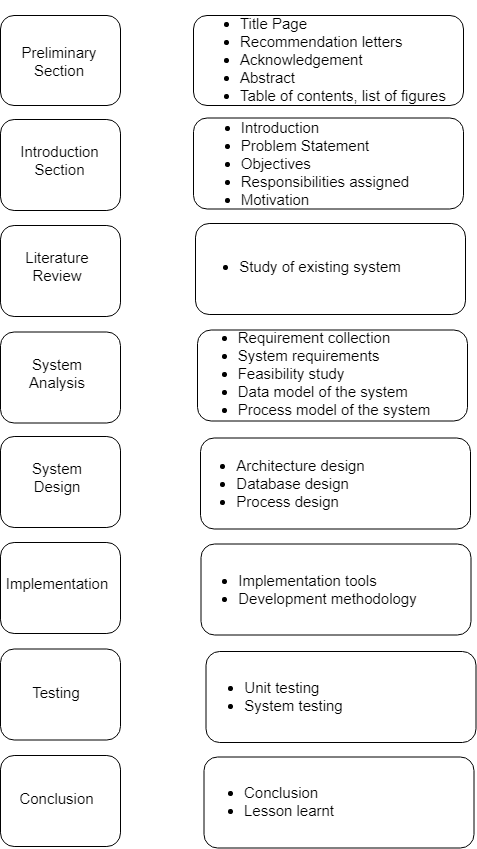 Preliminary
Section
• Title Page
• Recommendation letters
• Acknowledgement
• Abstract
• Table of contents, list of figures
Introduction
Section
• Introduction
• Problem Statement
• Objectives
• Responsibilities assigned
• Motivation
Literature
Review
• Study of existing system
System
Analysis
• Requirement collection
• System requirements
• Feasibility study
• Data model of the system
• Process model of the system
System
Design
• Architecture design
• Database design
• Process design
Implementation
• Implementation tools
• Development methodology
Testing
• Unit testing
• System testing
Conclusion
• Conclusion
• Lesson learnt